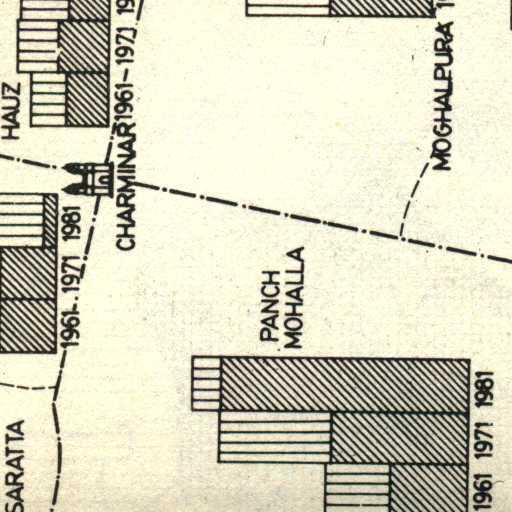 SARATTA
HAUZ
1961 1971 1981
CHARMINAR
1961 1971
PANCH
MOHALLA
MOGHALPURA
1961 1971 1981